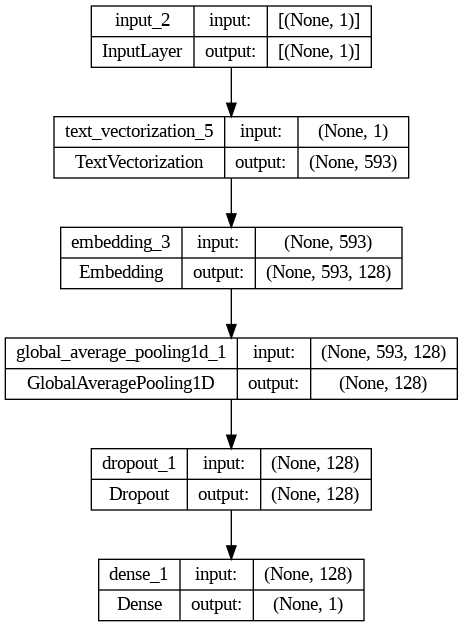 input_2 input: [(None, 1)]
InputLayer output: [(None, 1)]
text_vectorization_5 input: (None, 1)
TextVectorization output: (None, 593)
embedding_3 input: (None, 593)
Embedding output: (None, 593, 128)
global_average_pooling1d_1 input: (None, 593, 128)
GlobalAveragePooling1D output: (None, 128)
dropout_1 input: (None, 128)
Dropout output: (None, 128)
dense_1 input: (None, 128)
Dense output: (None, 1)